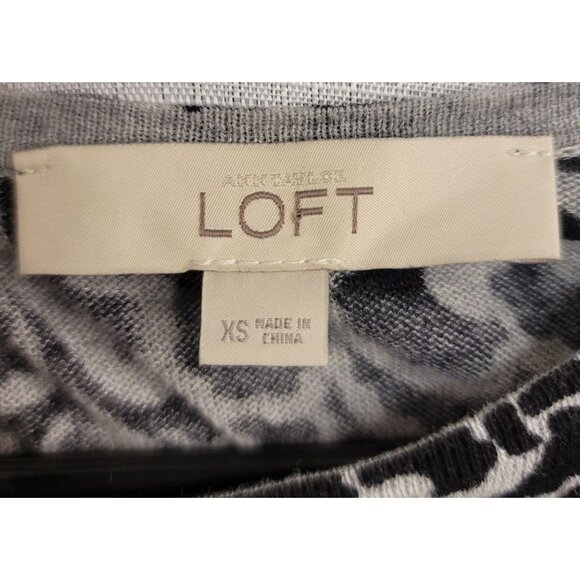 ANN TAYLOR
LOFT
XS MADE IN
CHINA